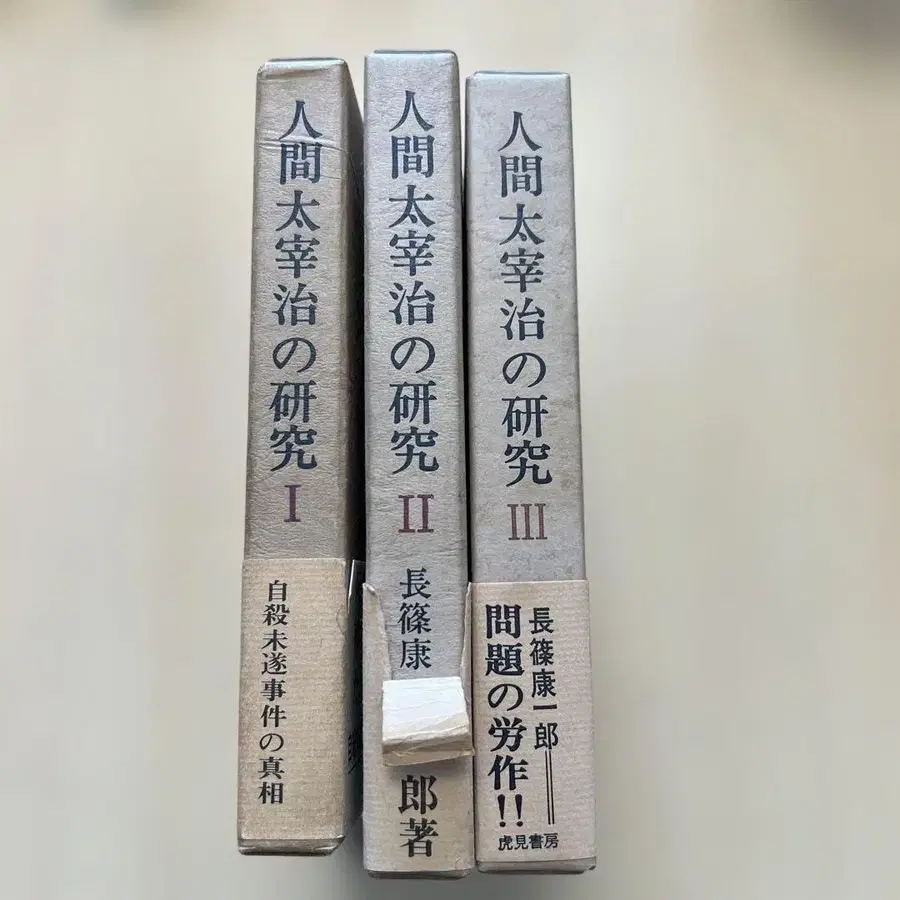 人間太宰治の研究 I
自殺未遂事件の真相
人間太宰治の研究 II
長篠康
郎著
人間太宰治の研究 III
長篠康一郎
問題の労作!!
虎見書房